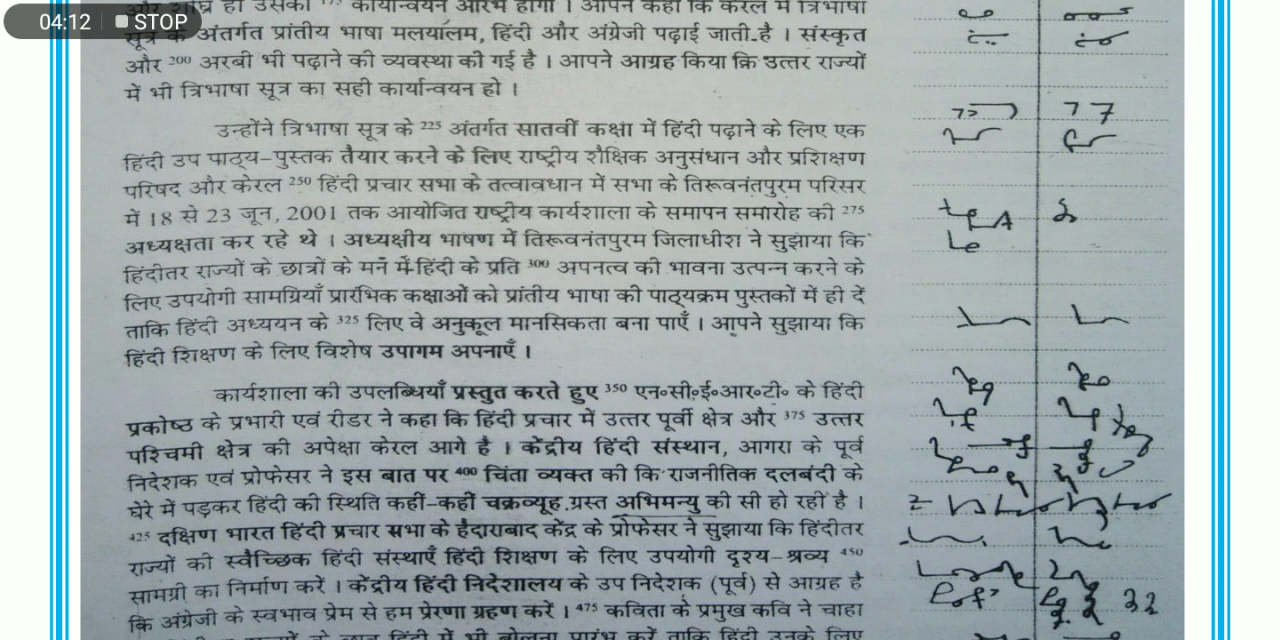 04:12 STOP
और शीघ्र ही उसका 175 कार्यान्वयन आरंभ होगा । आपने कहा कि केरल में त्रिभाषा
सूत्र के अंतर्गत प्रांतीय भाषा मलयालम, हिंदी और अंग्रेजी पढ़ाई जाती है । संस्कृत
और 200 अरबी भी पढ़ाने की व्यवस्था की गई है । आपने आग्रह किया कि उत्तर राज्यों
में भी त्रिभाषा सूत्र का सही कार्यान्वयन हो ।
उन्होंने त्रिभाषा सूत्र के 225 अंतर्गत सातवीं कक्षा में हिंदी पढ़ाने के लिए एक
हिंदी उप पाठ्य-पुस्तक तैयार करने के लिए राष्ट्रीय शैक्षिक अनुसंधान और प्रशिक्षण
परिषद और केरल 250 हिंदी प्रचार सभा के तत्वावधान में सभा के तिरूवनंतपुरम परिसर
में 18 से 23 जून, 2001 तक आयोजित राष्ट्रीय कार्यशाला के समापन समारोह की 275
अध्यक्षता कर रहे थे । अध्यक्षीय भाषण में तिरूवनंतपुरम जिलाधीश ने सुझाया कि
हिंदीतर राज्यों के छात्रों के मन में हिंदी के प्रति 300 अपनत्व की भावना उत्पन्न करने के
लिए उपयोगी सामग्रियाँ प्रारंभिक कक्षाओं को प्रांतीय भाषा की पाठ्यक्रम पुस्तकों में ही दें
ताकि हिंदी अध्ययन के 325 लिए वे अनुकूल मानसिकता बना पाएँ । आपने सुझाया कि
हिंदी शिक्षण के लिए विशेष उपागम अपनाएँ ।
कार्यशाला की उपलब्धियाँ प्रस्तुत करते हुए 350 एन०सी०ई०आर०टी० के हिंदी
प्रकोष्ठ के प्रभारी एवं रीडर ने कहा कि हिंदी प्रचार में उत्तर पूर्वी क्षेत्र और 375 उत्तर
पश्चिमी क्षेत्र की अपेक्षा केरल आगे है । केंद्रीय हिंदी संस्थान, आगरा के पूर्व
निदेशक एवं प्रोफेसर ने इस बात पर 400 चिंता व्यक्त की कि राजनीतिक दलबंदी के
घेरे में पड़कर हिंदी की स्थिति कहीं-कहीं चक्रव्यूह ग्रस्त अभिमन्यु की सी हो रही है ।
425 दक्षिण भारत हिंदी प्रचार सभा के हैदाराबाद केंद्र के प्रोफेसर ने सुझाया कि हिंदीतर
राज्यों की स्वैच्छिक हिंदी संस्थाएँ हिंदी शिक्षण के लिए उपयोगी दृश्य-श्रव्य 450
सामग्री का निर्माण करें । केंद्रीय हिंदी निदेशालय के उप निदेशक (पूर्व) से आग्रह है
कि अंग्रेजी के स्वभाव प्रेम से हम प्रेरणा ग्रहण करें । 475 कविता के प्रमुख कवि ने चाहा
हिंदी में भी बोलना प्रारंभ करें ताकि हिंदी उनके लिए